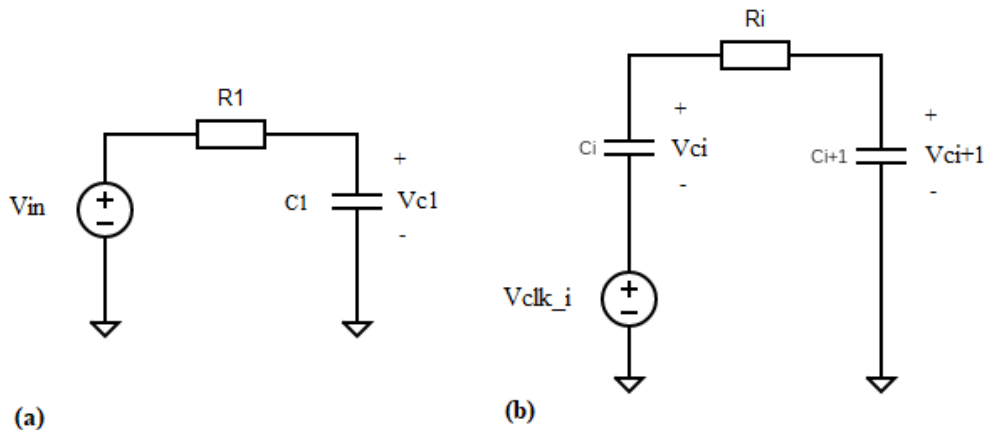 R1
Vin
+
-
C1
+
Vc1
-
(a)
Ri
Ci
+
Vci
-
Ci+1
+
Vci+1
-
Vclk_i
+
-
(b)